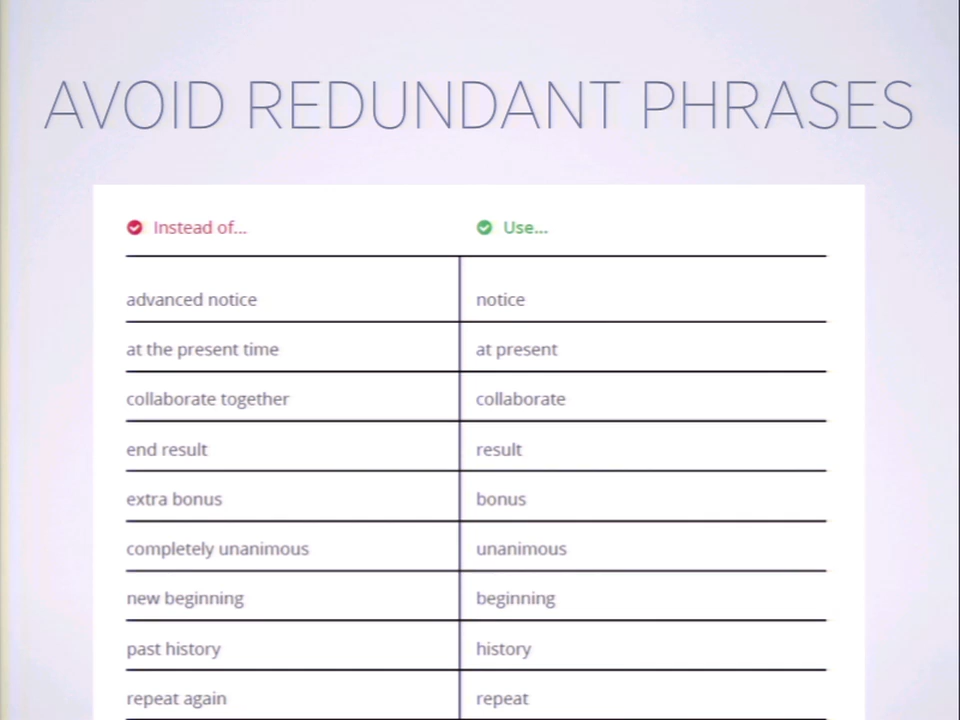 AVOID REDUNDANT PHRASES
Instead of... Use...
advanced notice notice
at the present time at present
collaborate together collaborate
end result result
extra bonus bonus
completely unanimous unanimous
new beginning beginning
past history history
repeat again repeat